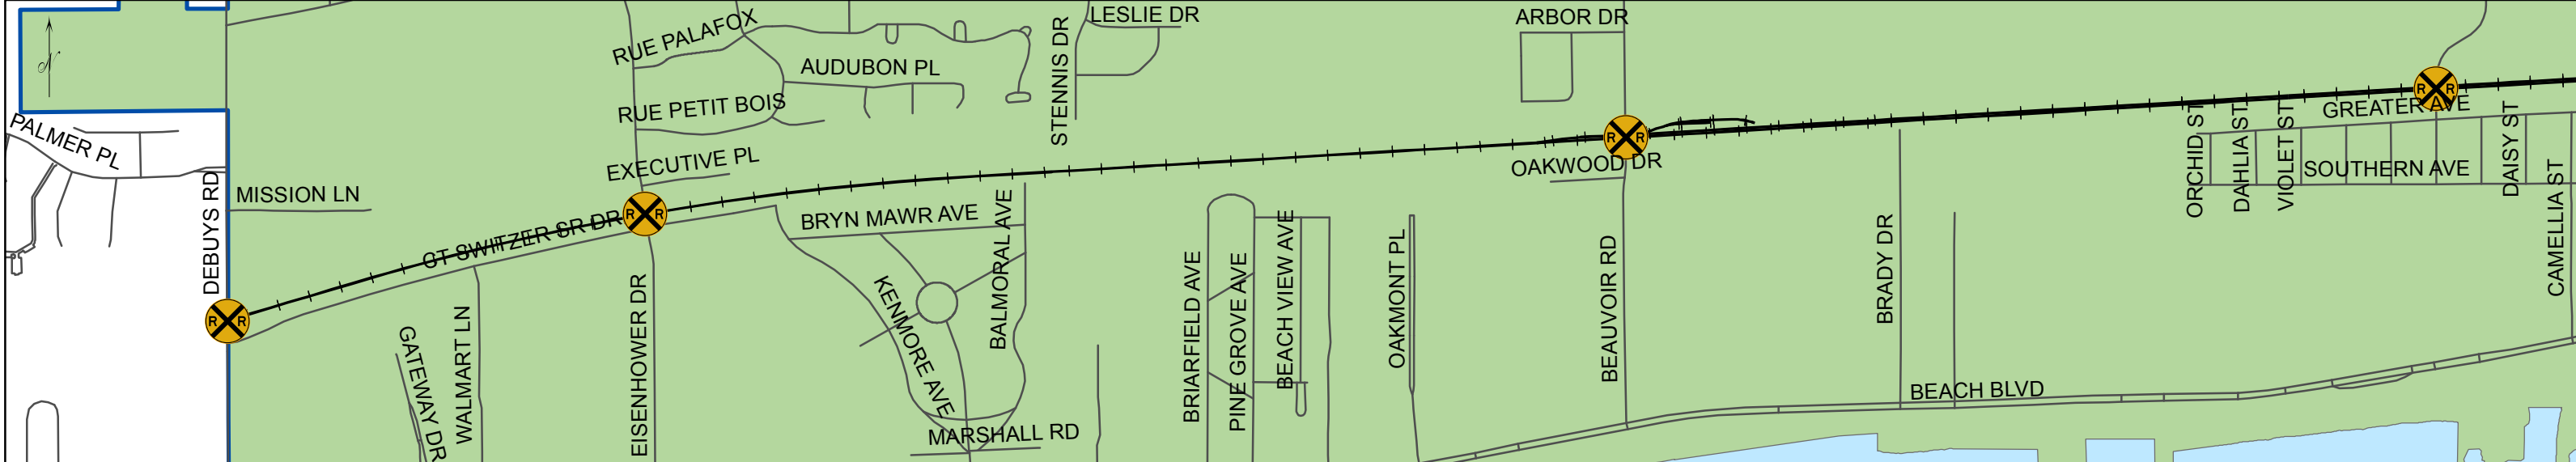 N
PALMER PL
DEBUYS RD
MISSION LN
RUE PALAFOX
AUDUBON PL
RUE PETIT BOIS
EXECUTIVE PL
STENNIS DR
LESLIE DR
ARBOR DR
CT SWITZER SR DR
R R
R R
R R
R R
OAKWOOD DR
BRYN MAWR AVE
BALMORAL AVE
KENMORE AVE
MARSHALL RD
GATEWAY DR
WALMART LN
EISENHOWER DR
BRIARFIELD AVE
PINE GROVE AVE
BEACH VIEW AVE
OAKMONT PL
BEAUVOIR RD
BRADY DR
BEACH BLVD
ORCHID ST
DAHLIA ST
VIOLET ST
GREATER AVE
SOUTHERN AVE
DAISY ST
CAMELLIA ST